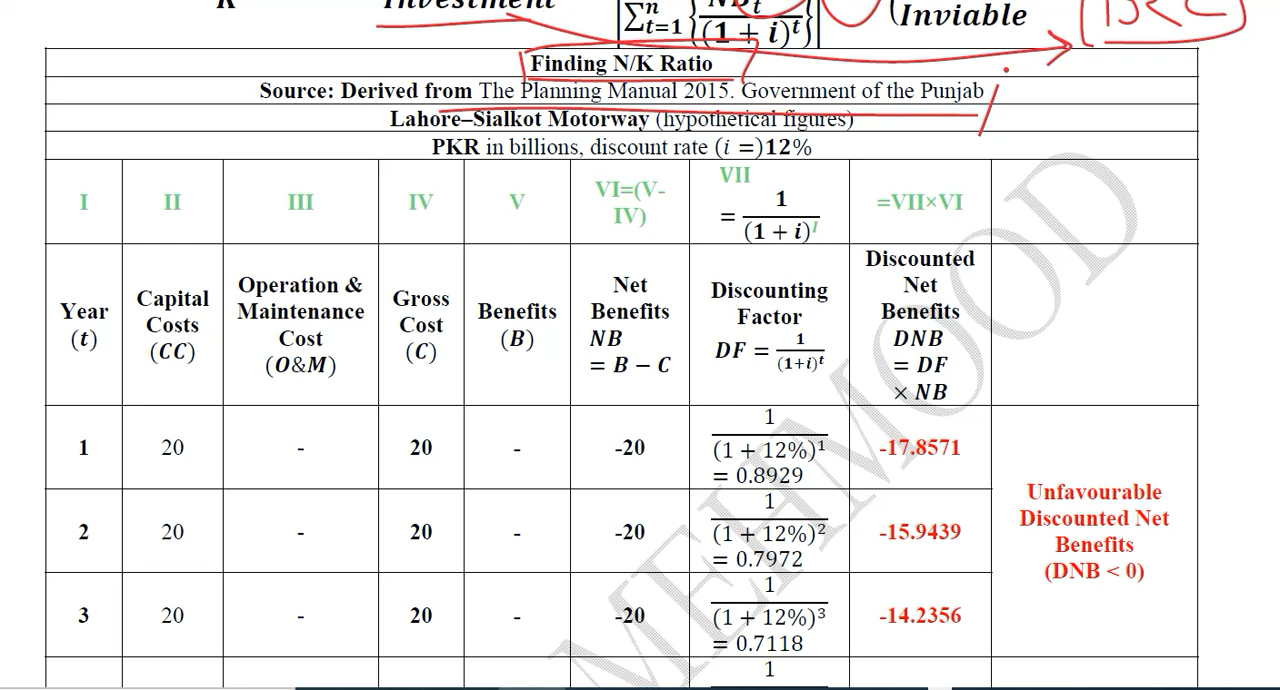 K Investment
∑ⁿₜ₌₁ { NBₜ / (1 + i)ᵗ }
(Inviable
B < C
Finding N/K Ratio
Source: Derived from The Planning Manual 2015. Government of the Punjab
Lahore–Sialkot Motorway (hypothetical figures)
PKR in billions, discount rate (i =)12%
I II III IV V VI=(V-IV) VII = 1/(1 + i)ᴵ =VII×VI
Year (t)
Capital Costs (CC)
Operation & Maintenance Cost (O&M)
Gross Cost (C)
Benefits (B)
Net Benefits NB = B − C
Discounting Factor DF = 1/(1+i)ᵗ
Discounted Net Benefits DNB = DF × NB
1 20 - 20 - -20 1/(1 + 12%)¹ = 0.8929 -17.8571
2 20 - 20 - -20 1/(1 + 12%)² = 0.7972 -15.9439
3 20 - 20 - -20 1/(1 + 12%)³ = 0.7118 -14.2356
1
Unfavourable
Discounted Net
Benefits
(DNB < 0)
MEHMOOD